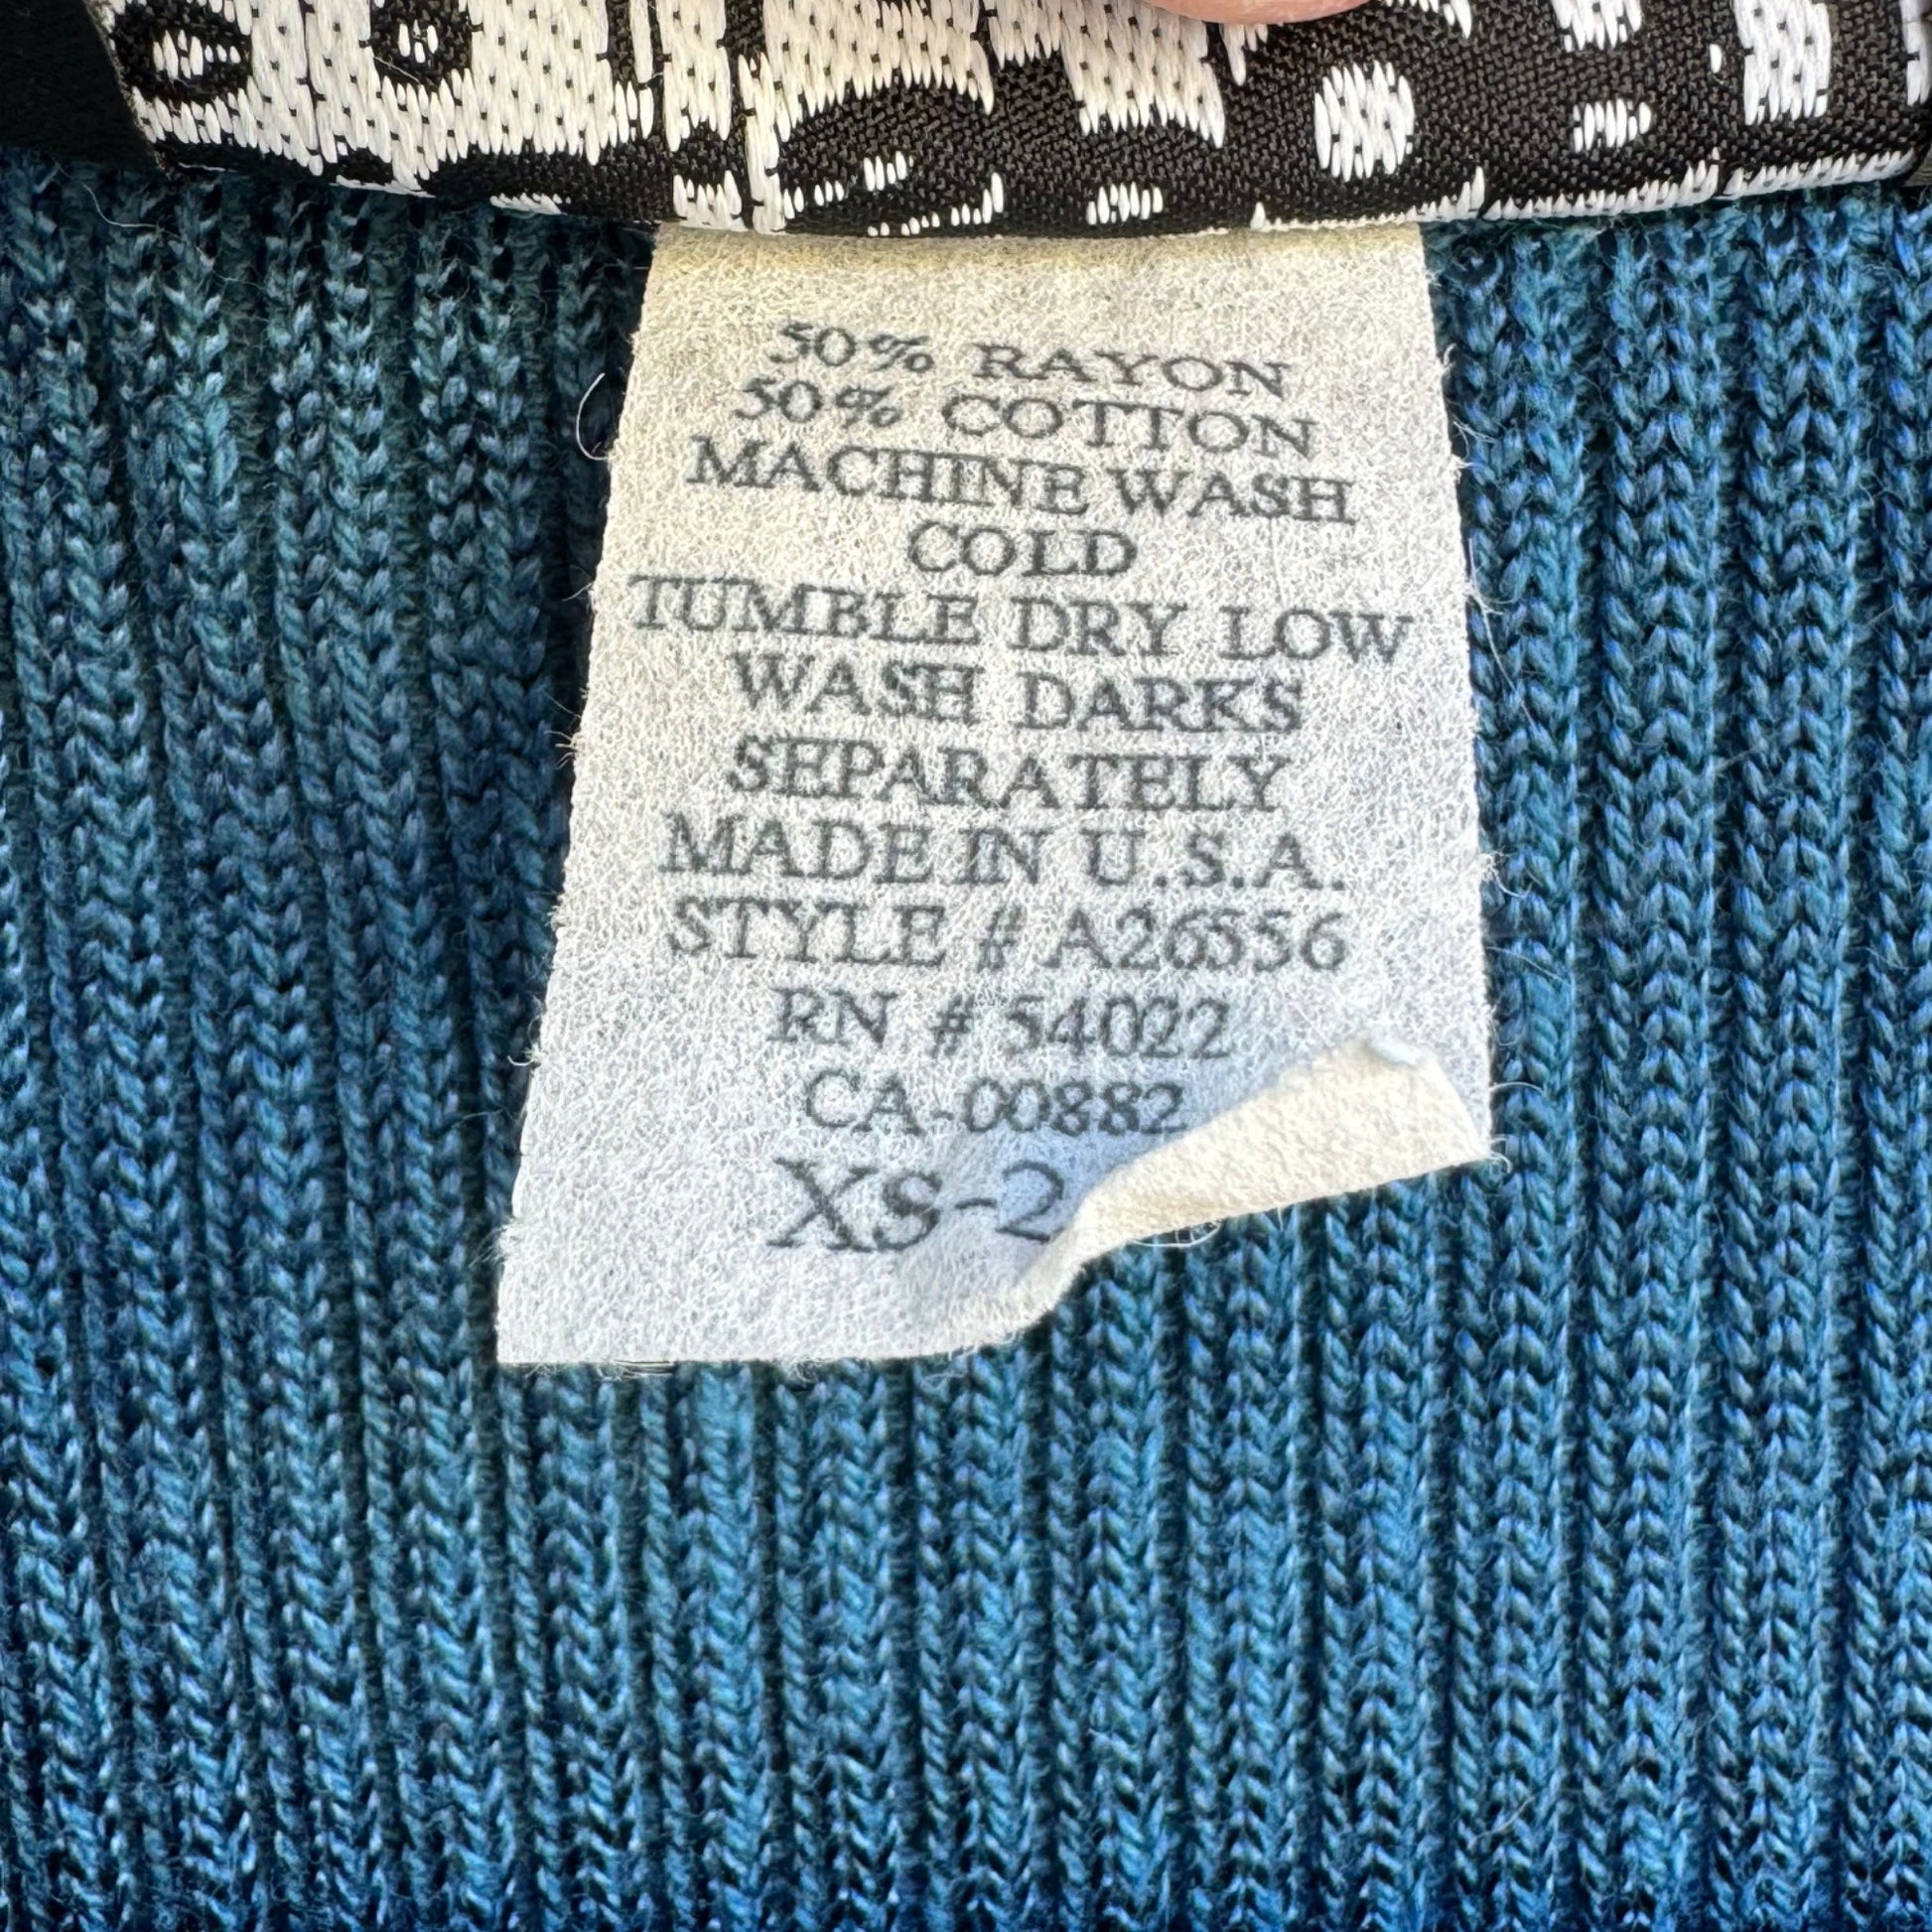 50% RAYON
50% COTTON
MACHINE WASH
COLD
TUMBLE DRY LOW
WASH DARKS
SEPARATELY
MADE IN U.S.A.
STYLE # A26556
RN # 54022
CA-00882
XS-2